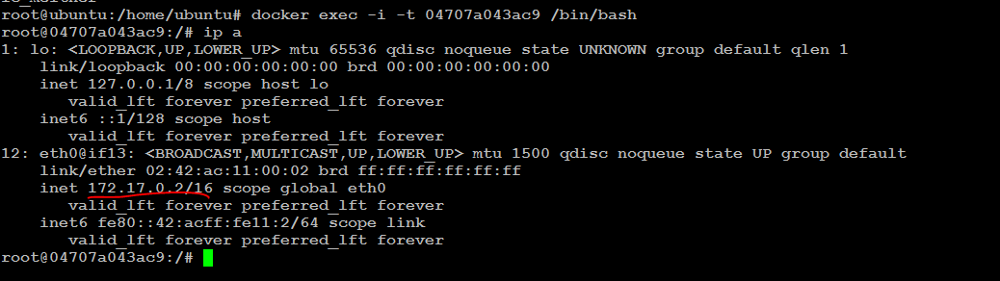 root@ubuntu:/home/ubuntu# docker exec -i -t 04707a043ac9 /bin/bash
root@04707a043ac9:/# ip a
1: lo: <LOOPBACK,UP,LOWER_UP> mtu 65536 qdisc noqueue state UNKNOWN group default qlen 1
    link/loopback 00:00:00:00:00:00 brd 00:00:00:00:00:00
    inet 127.0.0.1/8 scope host lo
       valid_lft forever preferred_lft forever
    inet6 ::1/128 scope host
       valid_lft forever preferred_lft forever
12: eth0@if13: <BROADCAST,MULTICAST,UP,LOWER_UP> mtu 1500 qdisc noqueue state UP group default
    link/ether 02:42:ac:11:00:02 brd ff:ff:ff:ff:ff:ff
    inet 172.17.0.2/16 scope global eth0
       valid_lft forever preferred_lft forever
    inet6 fe80::42:acff:fe11:2/64 scope link
       valid_lft forever preferred_lft forever
root@04707a043ac9:/#